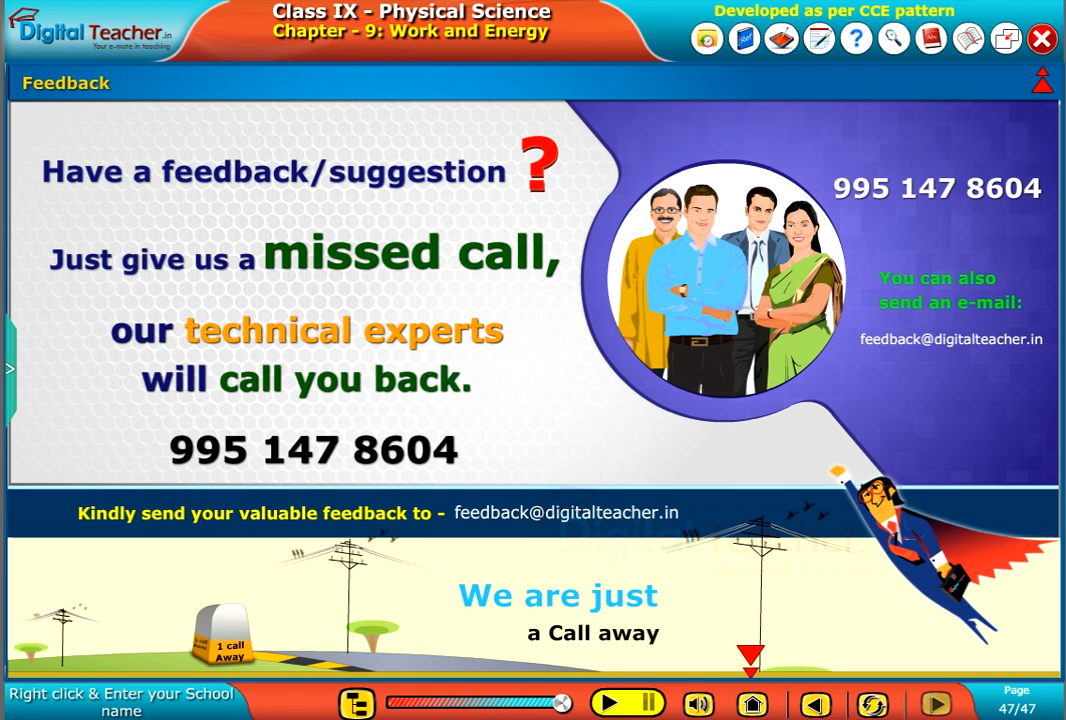 Digital Teacher.in
Your e-mate in teaching
Class IX - Physical Science
Chapter - 9: Work and Energy
Developed as per CCE pattern
Feedback
Have a feedback/suggestion ?
Just give us a missed call,
our technical experts
will call you back.
995 147 8604
995 147 8604
You can also
send an e-mail:
feedback@digitalteacher.in
Kindly send your valuable feedback to - feedback@digitalteacher.in
We are just
a Call away
1 call
Away
Right click & Enter your School
name
Page
47/47